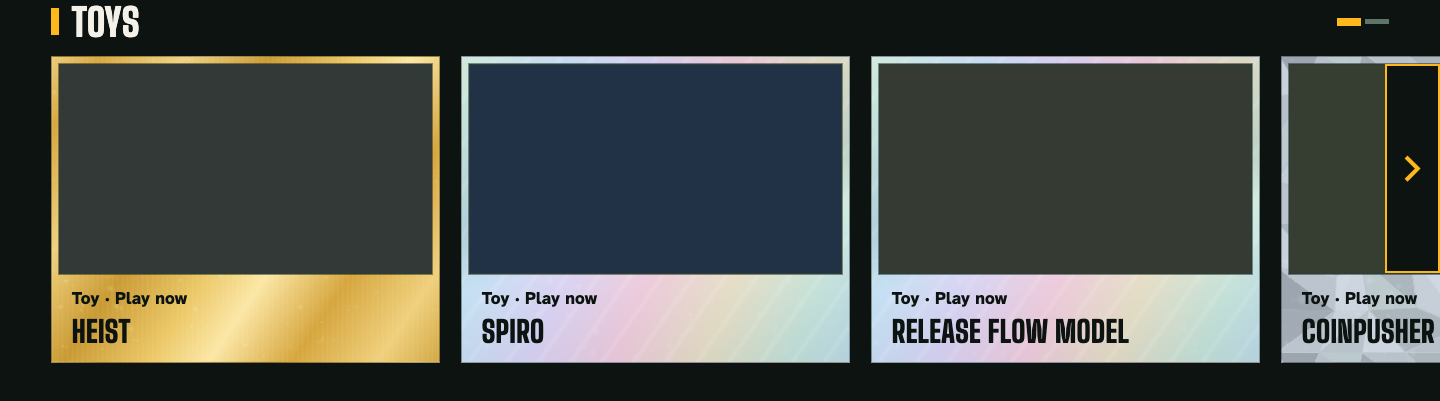 TOYS
Toy · Play now
HEIST
Toy · Play now
SPIRO
Toy · Play now
RELEASE FLOW MODEL
Toy · Play now
COINPUSHER